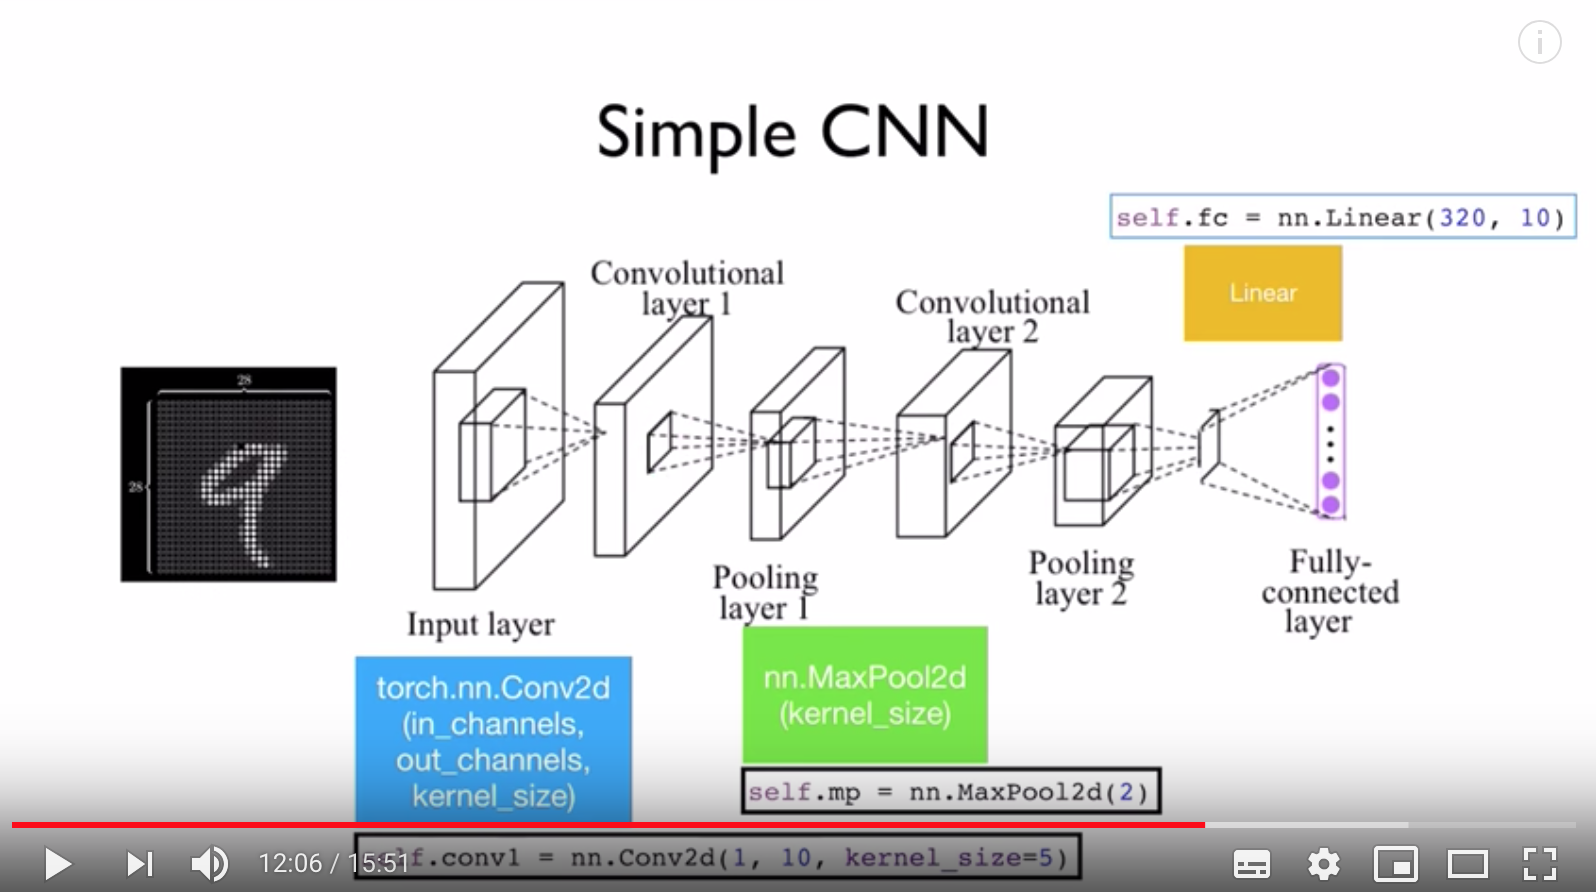 Simple CNN
self.fc = nn.Linear(320, 10)
Linear
Convolutional
layer 1
Convolutional
layer 2
28
28
Pooling
layer 1
Pooling
layer 2
Fully-
connected
layer
Input layer
torch.nn.Conv2d
(in_channels,
out_channels,
kernel_size)
nn.MaxPool2d
(kernel_size)
self.mp = nn.MaxPool2d(2)
self.conv1 = nn.Conv2d(1, 10, kernel_size=5)
12:06 / 15:51